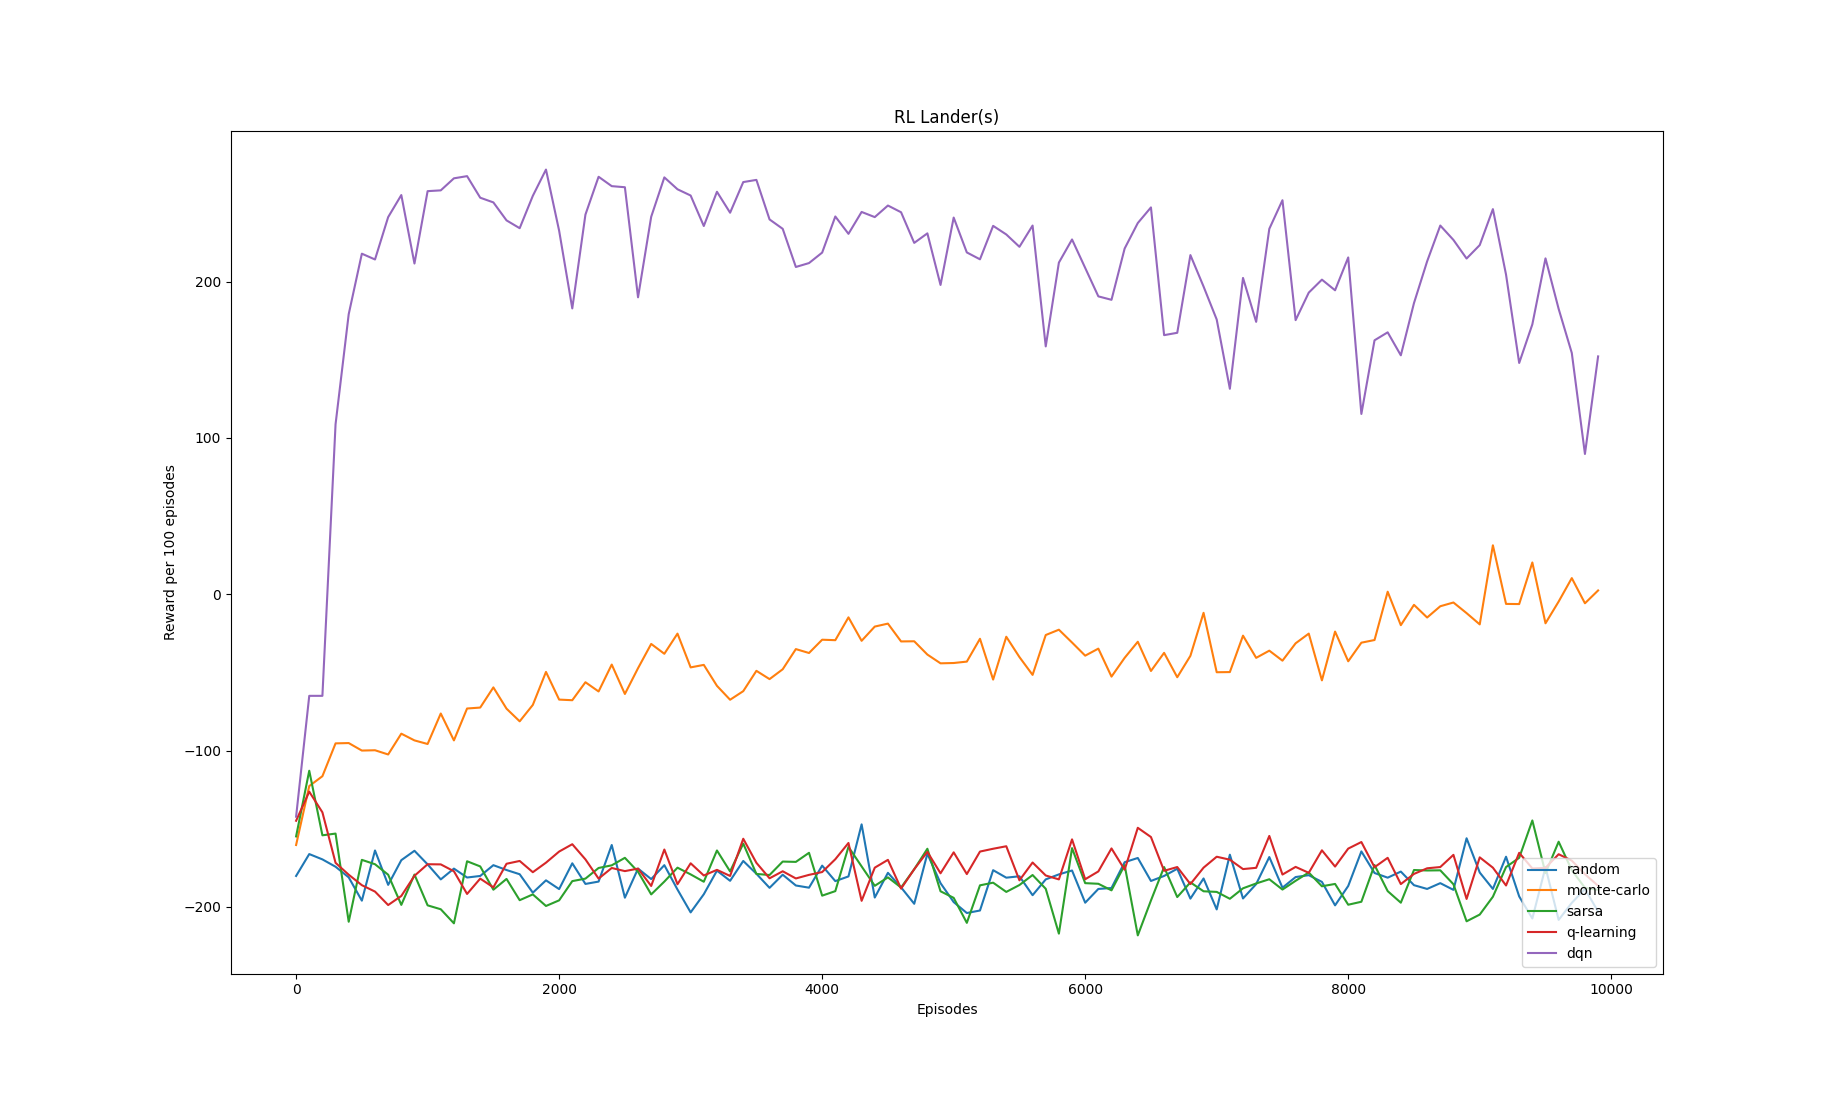 RL Lander(s)
Reward per 100 episodes
200
100
0
−100
−200
0
2000
4000
6000
8000
10000
Episodes
random
monte-carlo
sarsa
q-learning
dqn